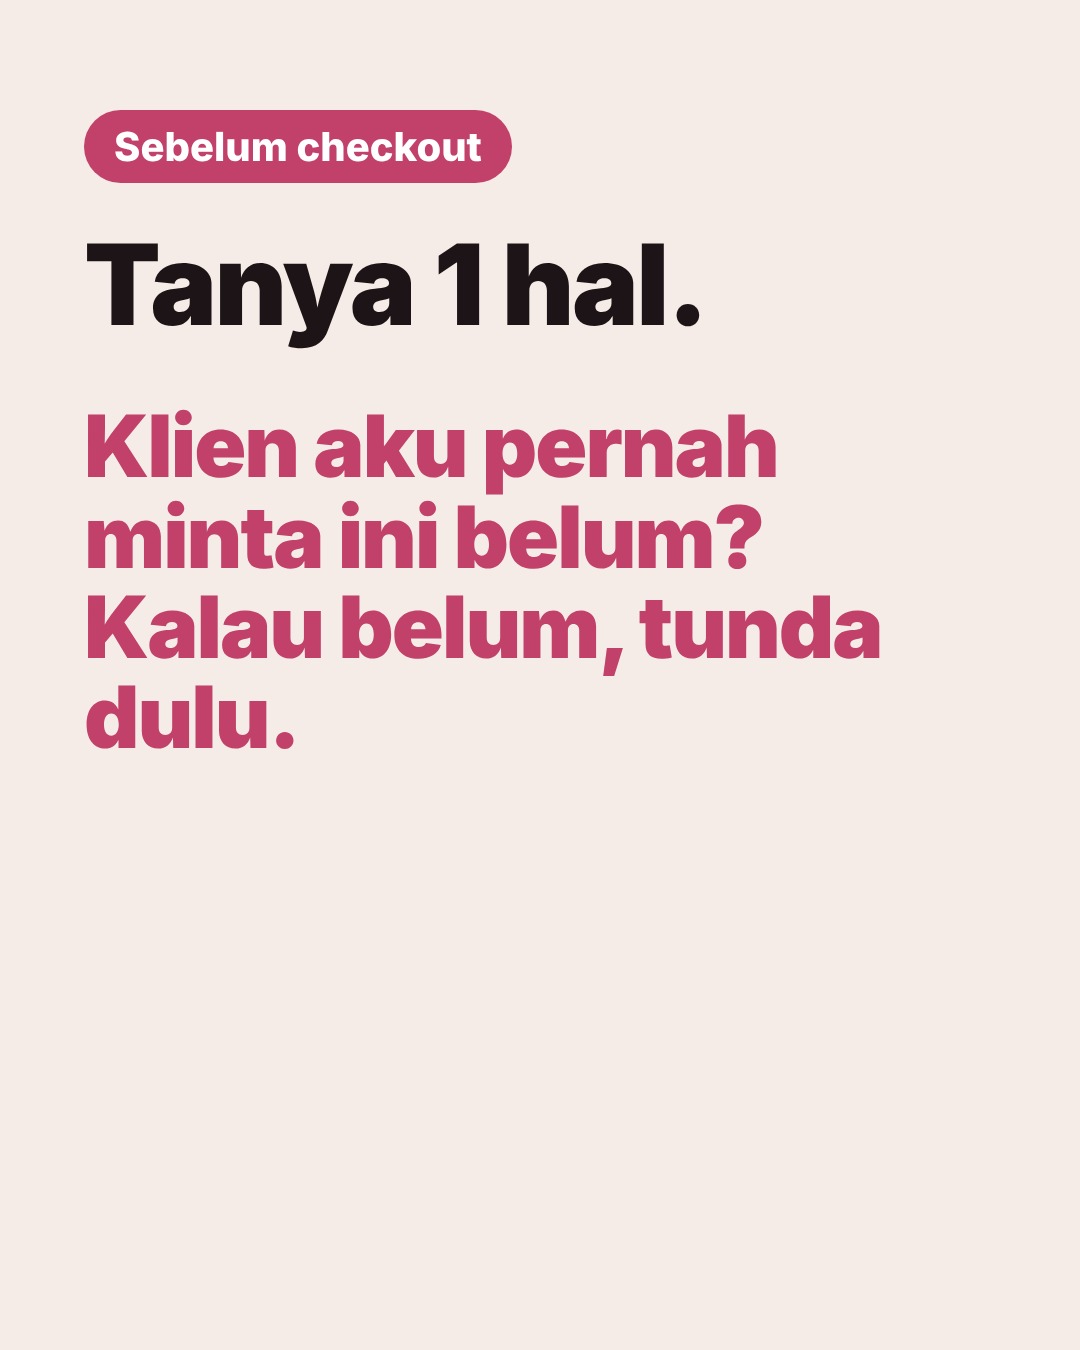 Sebelum checkout
Tanya 1 hal.
Klien aku pernah
minta ini belum?
Kalau belum, tunda
dulu.